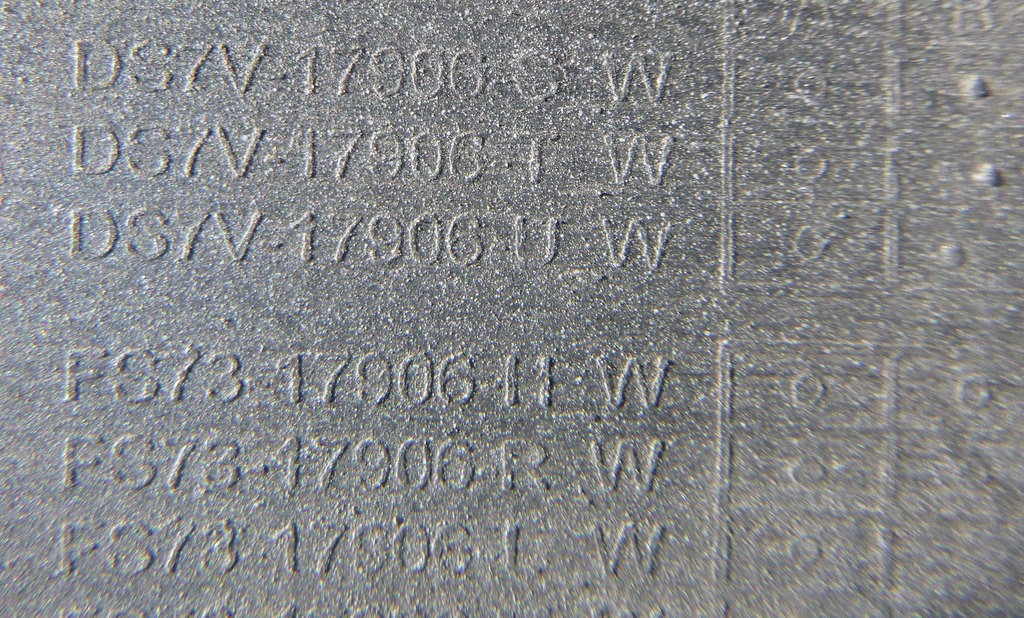 A B
DS7V-17906-S W
DS7V-17906-T W
DS7V-17906-U W
FS73-17906-H W
FS73-17906-R W
FS73-17906-L W